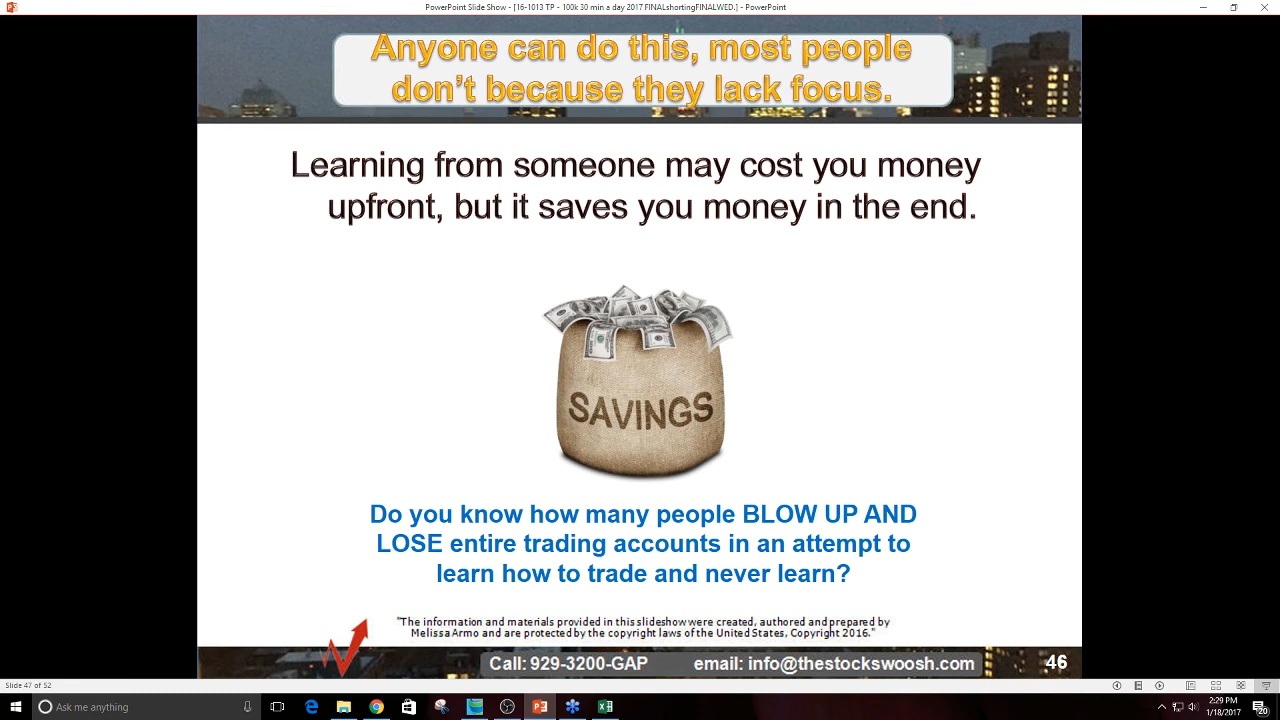 PowerPoint Slide Show - [16-1013 TP - 100k 30 min a day 2017 FINALshortingFINALWED.] - PowerPoint
Anyone can do this, most people
don't because they lack focus.
Learning from someone may cost you money
upfront, but it saves you money in the end.
SAVINGS
Do you know how many people BLOW UP AND
LOSE entire trading accounts in an attempt to
learn how to trade and never learn?
"The information and materials provided in this slideshow were created, authored and prepared by
Melissa Armo and are protected by the copyright laws of the United States, Copyright 2016."
Call: 929-3200-GAP email: info@thestockswoosh.com 46
Slide 47 of 52
Ask me anything
2:29 PM
1/18/2017
20